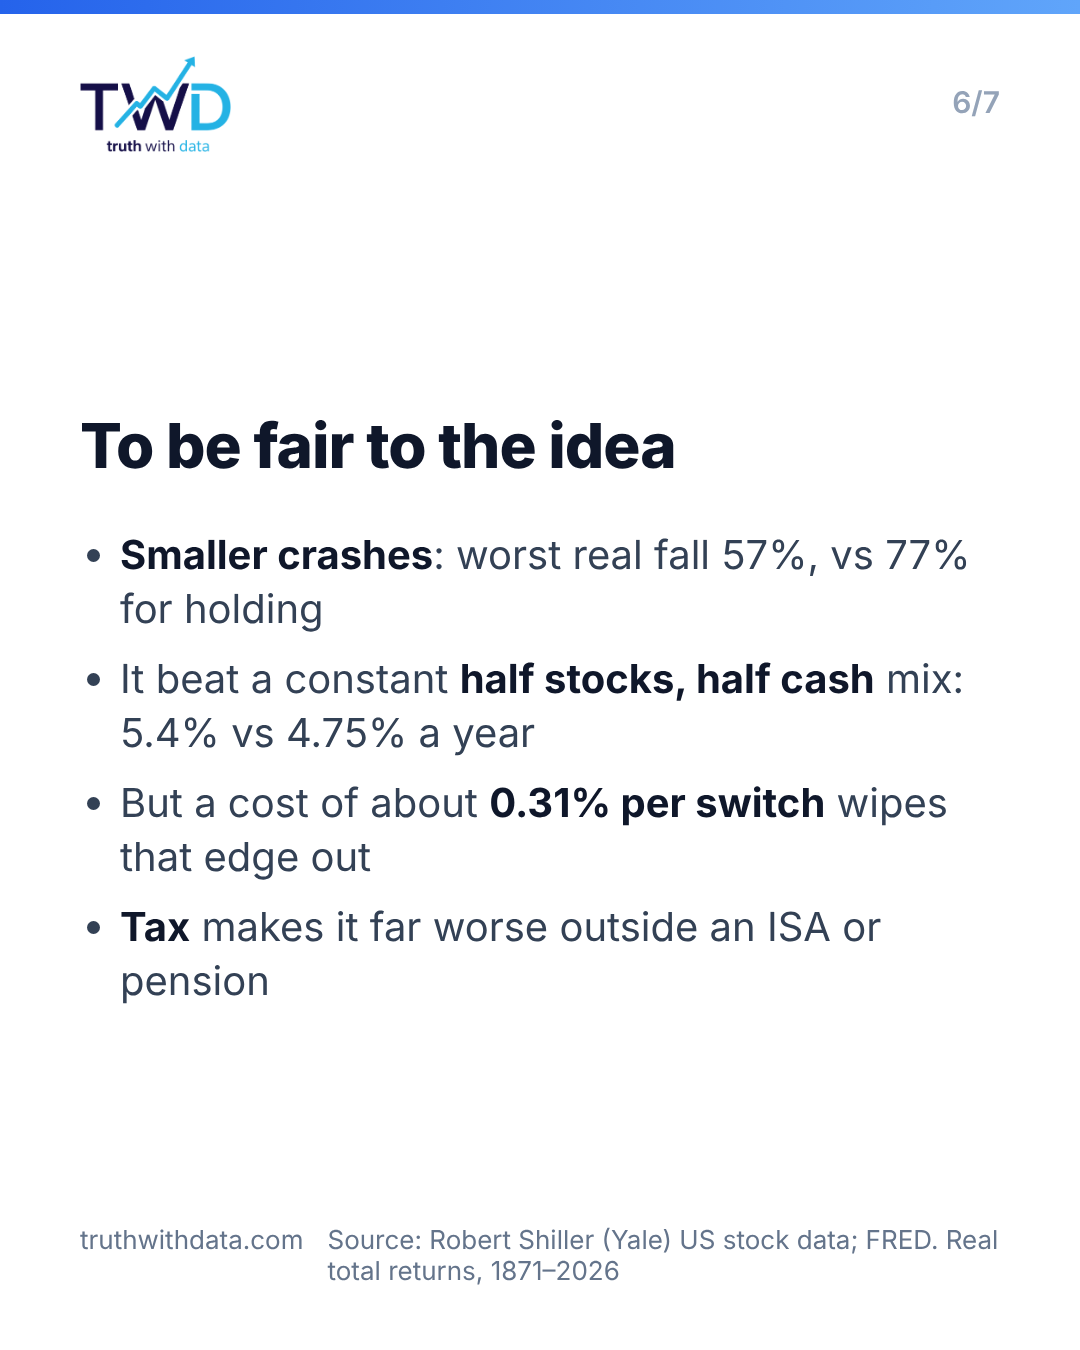 TWD
truth with data
6/7
To be fair to the idea
• Smaller crashes: worst real fall 57%, vs 77%
for holding
• It beat a constant half stocks, half cash mix:
5.4% vs 4.75% a year
• But a cost of about 0.31% per switch wipes
that edge out
• Tax makes it far worse outside an ISA or
pension
truthwithdata.com
Source: Robert Shiller (Yale) US stock data; FRED. Real
total returns, 1871–2026